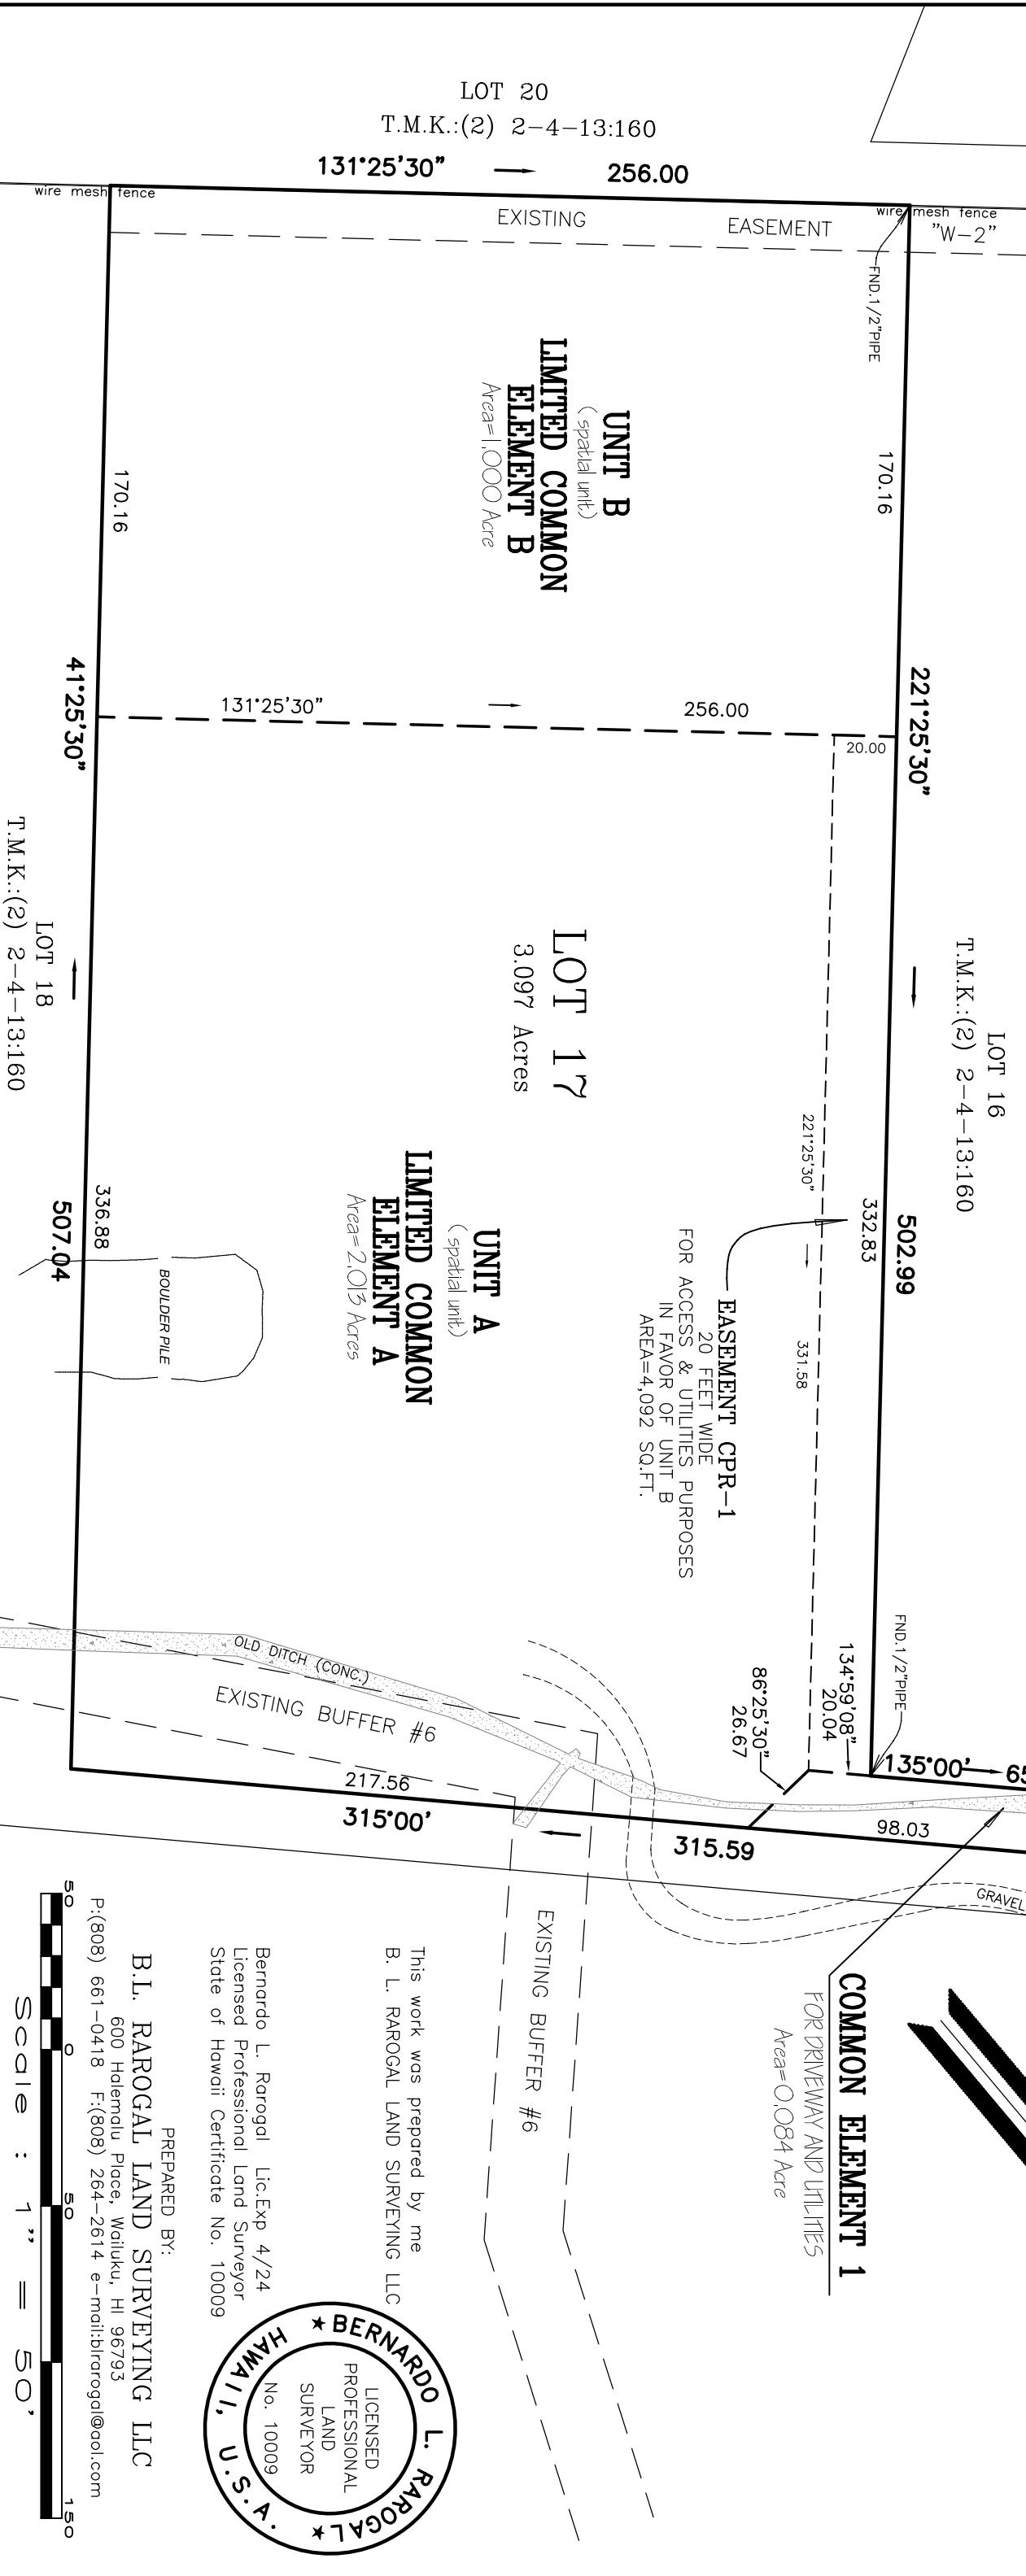 LOT 20
T.M.K.:(2) 2-4-13:160
131°25'30" 256.00
wire mesh fence
wire mesh fence
EXISTING EASEMENT "W-2"
FND.1/2"PIPE
UNIT B
(spatial unit)
LIMITED COMMON
ELEMENT B
Area=1.000 Acre
170.16
170.16
221°25'30"
502.99
41°25'30"
507.04
131°25'30" 256.00
20.00
LOT 16
T.M.K.:(2) 2-4-13:160
LOT 18
T.M.K.:(2) 2-4-13:160
LOT 17
3.097 Acres
221°25'30"
331.58
332.83
336.88
EASEMENT CPR-1
20 FEET WIDE
FOR ACCESS & UTILITIES PURPOSES
IN FAVOR OF UNIT B
AREA=4,092 SQ.FT.
UNIT A
(spatial unit)
LIMITED COMMON
ELEMENT A
Area=2.013 Acres
BOULDER PILE
FND.1/2"PIPE
134°59'08"
20.04
86°25'30"
26.67
135°00' 65
OLD DITCH (CONC.)
EXISTING BUFFER #6
217.56
315°00'
315.59
98.03
GRAVEL
EXISTING BUFFER #6
COMMON ELEMENT 1
FOR DRIVEWAY AND UTILITIES
Area=0.084 Acre
This work was prepared by me
B. L. RAROGAL LAND SURVEYING LLC
Bernardo L. Rarogal Lic.Exp 4/24
Licensed Professional Land Surveyor
State of Hawaii Certificate No. 10009
PREPARED BY:
B.L. RAROGAL LAND SURVEYING LLC
600 Halemalu Place, Wailuku, HI 96793
P:(808) 661-0418 F:(808) 264-2614 e-mail:blrarogal@aol.com
50 0 50 150
Scale : 1" = 50'
★BERNARDO L. RAROGAL★
HAWAII, U.S.A.
LICENSED
PROFESSIONAL
LAND
SURVEYOR
No. 10009